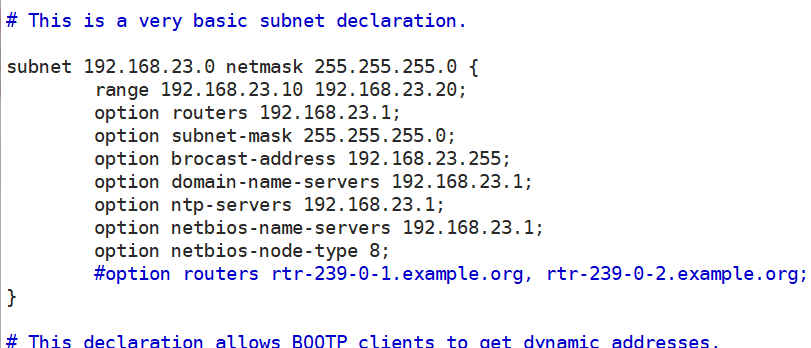 # This is a very basic subnet declaration.
subnet 192.168.23.0 netmask 255.255.255.0 {
range 192.168.23.10 192.168.23.20;
option routers 192.168.23.1;
option subnet-mask 255.255.255.0;
option brocast-address 192.168.23.255;
option domain-name-servers 192.168.23.1;
option ntp-servers 192.168.23.1;
option netbios-name-servers 192.168.23.1;
option netbios-node-type 8;
#option routers rtr-239-0-1.example.org, rtr-239-0-2.example.org;
}
# This declaration allows BOOTP clients to get dynamic addresses.